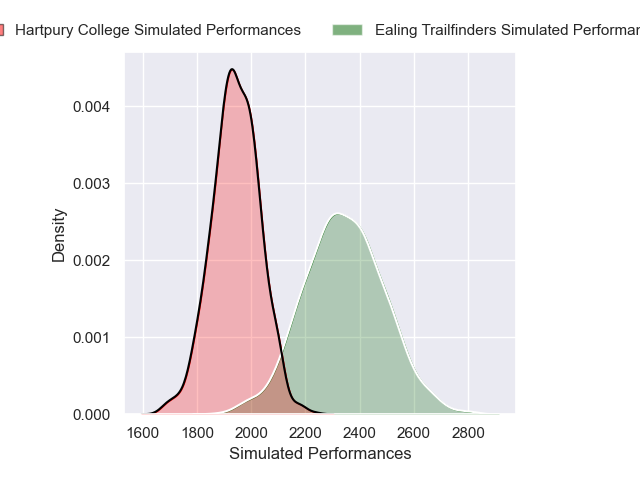 Hartpury College Simulated Performances Ealing Trailfinders Simulated
0.004
0.003
0.002
0.001
0.000
Density
1600 1800 2000 2200 2400 2600 2800
Simulated Performances